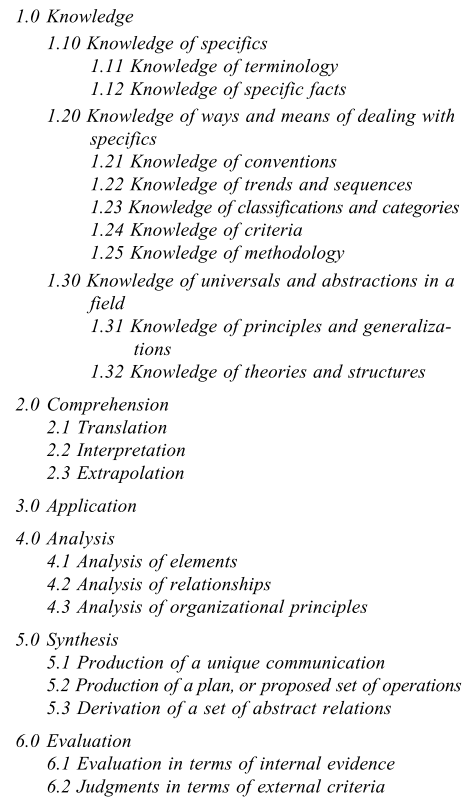 1.0 Knowledge
1.10 Knowledge of specifics
1.11 Knowledge of terminology
1.12 Knowledge of specific facts
1.20 Knowledge of ways and means of dealing with
specifics
1.21 Knowledge of conventions
1.22 Knowledge of trends and sequences
1.23 Knowledge of classifications and categories
1.24 Knowledge of criteria
1.25 Knowledge of methodology
1.30 Knowledge of universals and abstractions in a
field
1.31 Knowledge of principles and generaliza-
tions
1.32 Knowledge of theories and structures
2.0 Comprehension
2.1 Translation
2.2 Interpretation
2.3 Extrapolation
3.0 Application
4.0 Analysis
4.1 Analysis of elements
4.2 Analysis of relationships
4.3 Analysis of organizational principles
5.0 Synthesis
5.1 Production of a unique communication
5.2 Production of a plan, or proposed set of operations
5.3 Derivation of a set of abstract relations
6.0 Evaluation
6.1 Evaluation in terms of internal evidence
6.2 Judgments in terms of external criteria